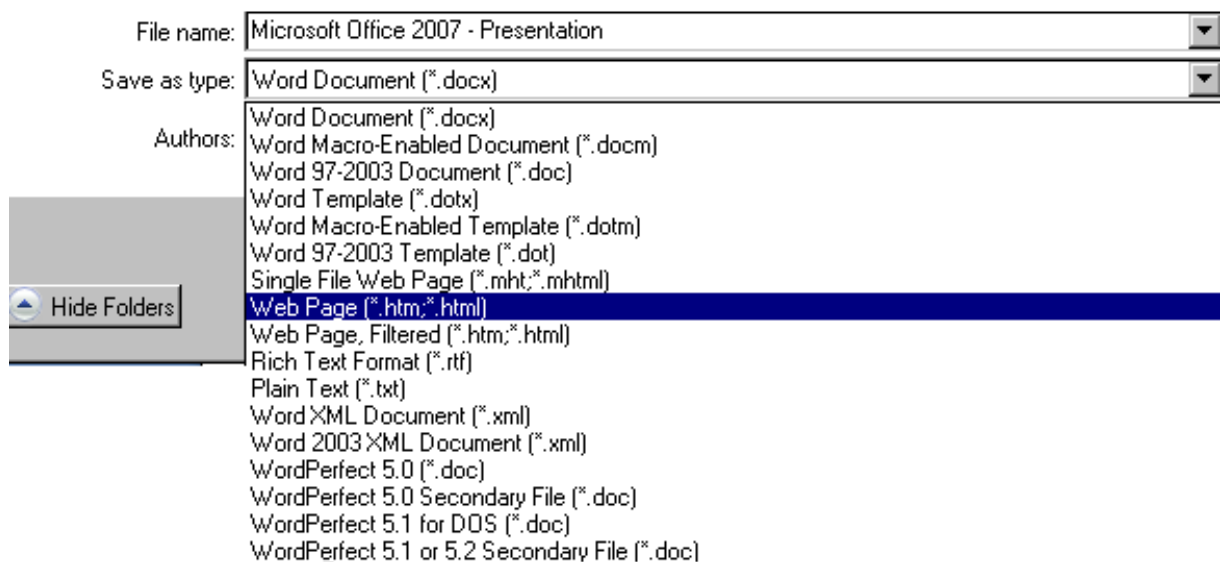 File name: Microsoft Office 2007 - Presentation
Save as type: Word Document (*.docx)
Authors:
Word Document (*.docx)
Word Macro-Enabled Document (*.docm)
Word 97-2003 Document (*.doc)
Word Template (*.dotx)
Word Macro-Enabled Template (*.dotm)
Word 97-2003 Template (*.dot)
Single File Web Page (*.mht;*.mhtml)
Hide Folders
Web Page (*.htm;*.html)
Web Page, Filtered (*.htm;*.html)
Rich Text Format (*.rtf)
Plain Text (*.txt)
Word XML Document (*.xml)
Word 2003 XML Document (*.xml)
WordPerfect 5.0 (*.doc)
WordPerfect 5.0 Secondary File (*.doc)
WordPerfect 5.1 for DOS (*.doc)
WordPerfect 5.1 or 5.2 Secondary File (*.doc)